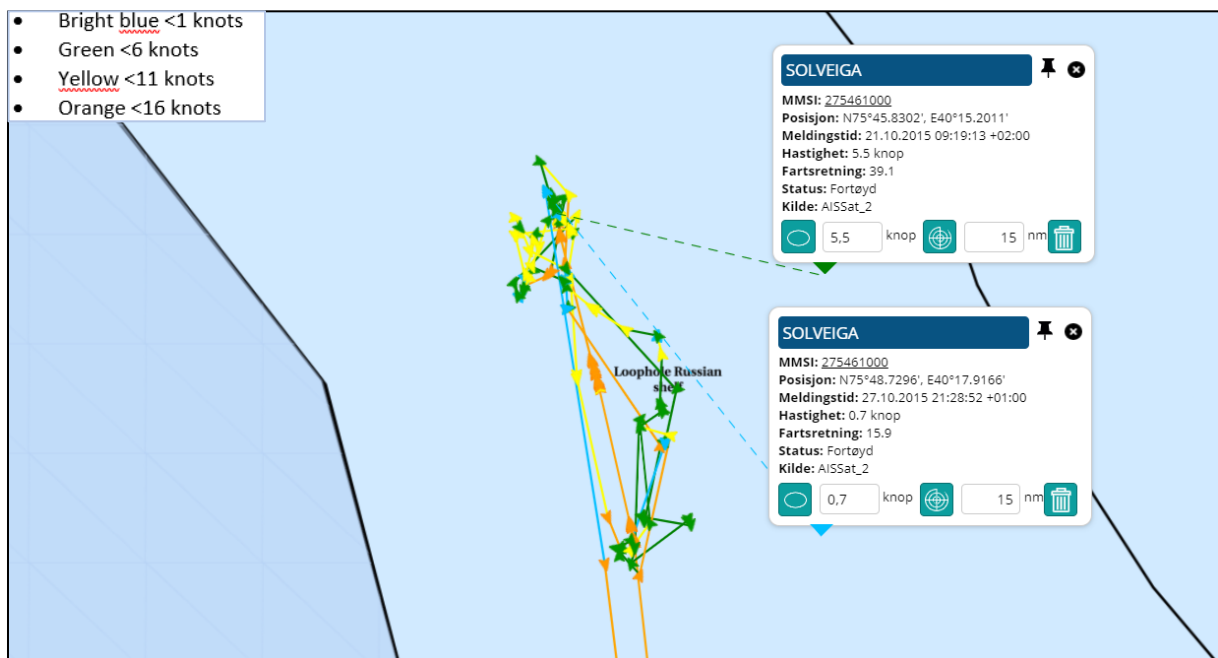 Bright blue <1 knots
Green <6 knots
Yellow <11 knots
Orange <16 knots
SOLVEIGA
MMSI: 275461000
Posisjon: N75°45.8302', E40°15.2011'
Meldingstid: 21.10.2015 09:19:13 +02:00
Hastighet: 5.5 knop
Fartsretning: 39.1
Status: Fortøyd
Kilde: AISSat_2
5,5 knop 15 nm
SOLVEIGA
MMSI: 275461000
Posisjon: N75°48.7296', E40°17.9166'
Meldingstid: 27.10.2015 21:28:52 +01:00
Hastighet: 0.7 knop
Fartsretning: 15.9
Status: Fortøyd
Kilde: AISSat_2
0,7 knop 15 nm
Loophole Russian
shelf